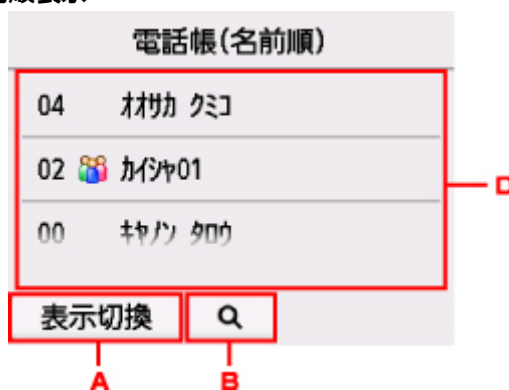 電話帳(名前順)
04 ｵｵｻｶ ｸﾐｺ
02 ｶｲｼｬ01
00 ｷﾔﾉﾝ ﾀﾛｳ
D
表示切換
A B